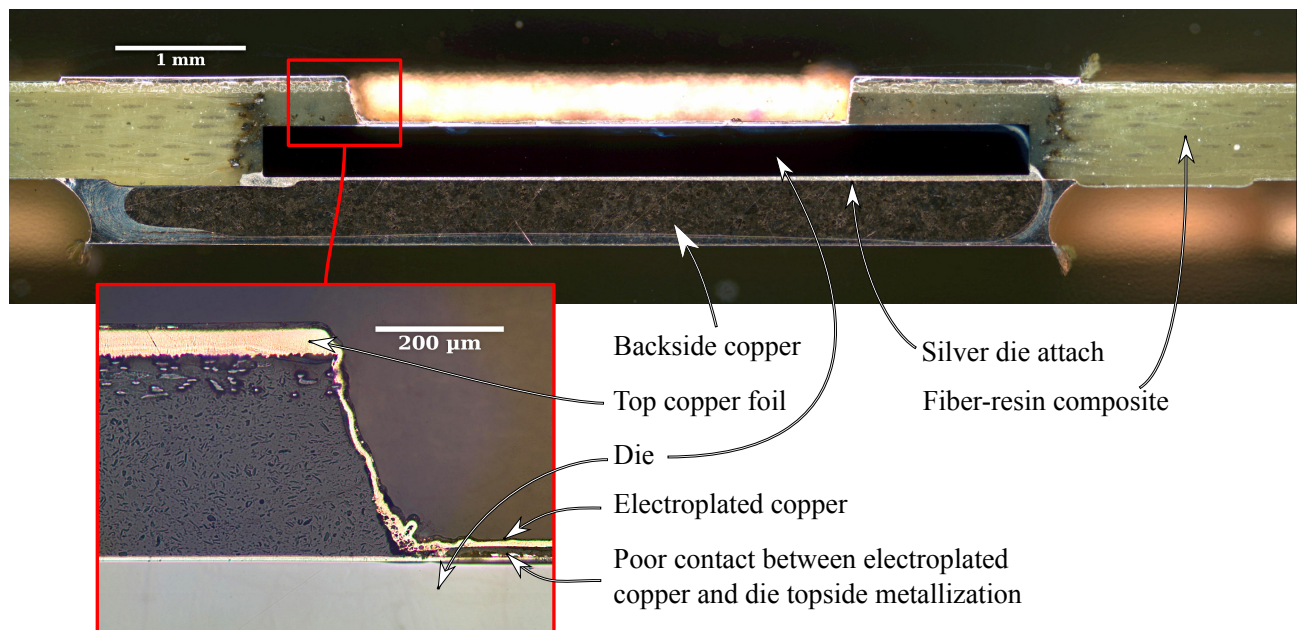 1 mm
200 µm
Backside copper
Silver die attach
Top copper foil
Fiber-resin composite
Die
Electroplated copper
Poor contact between electroplated
copper and die topside metallization